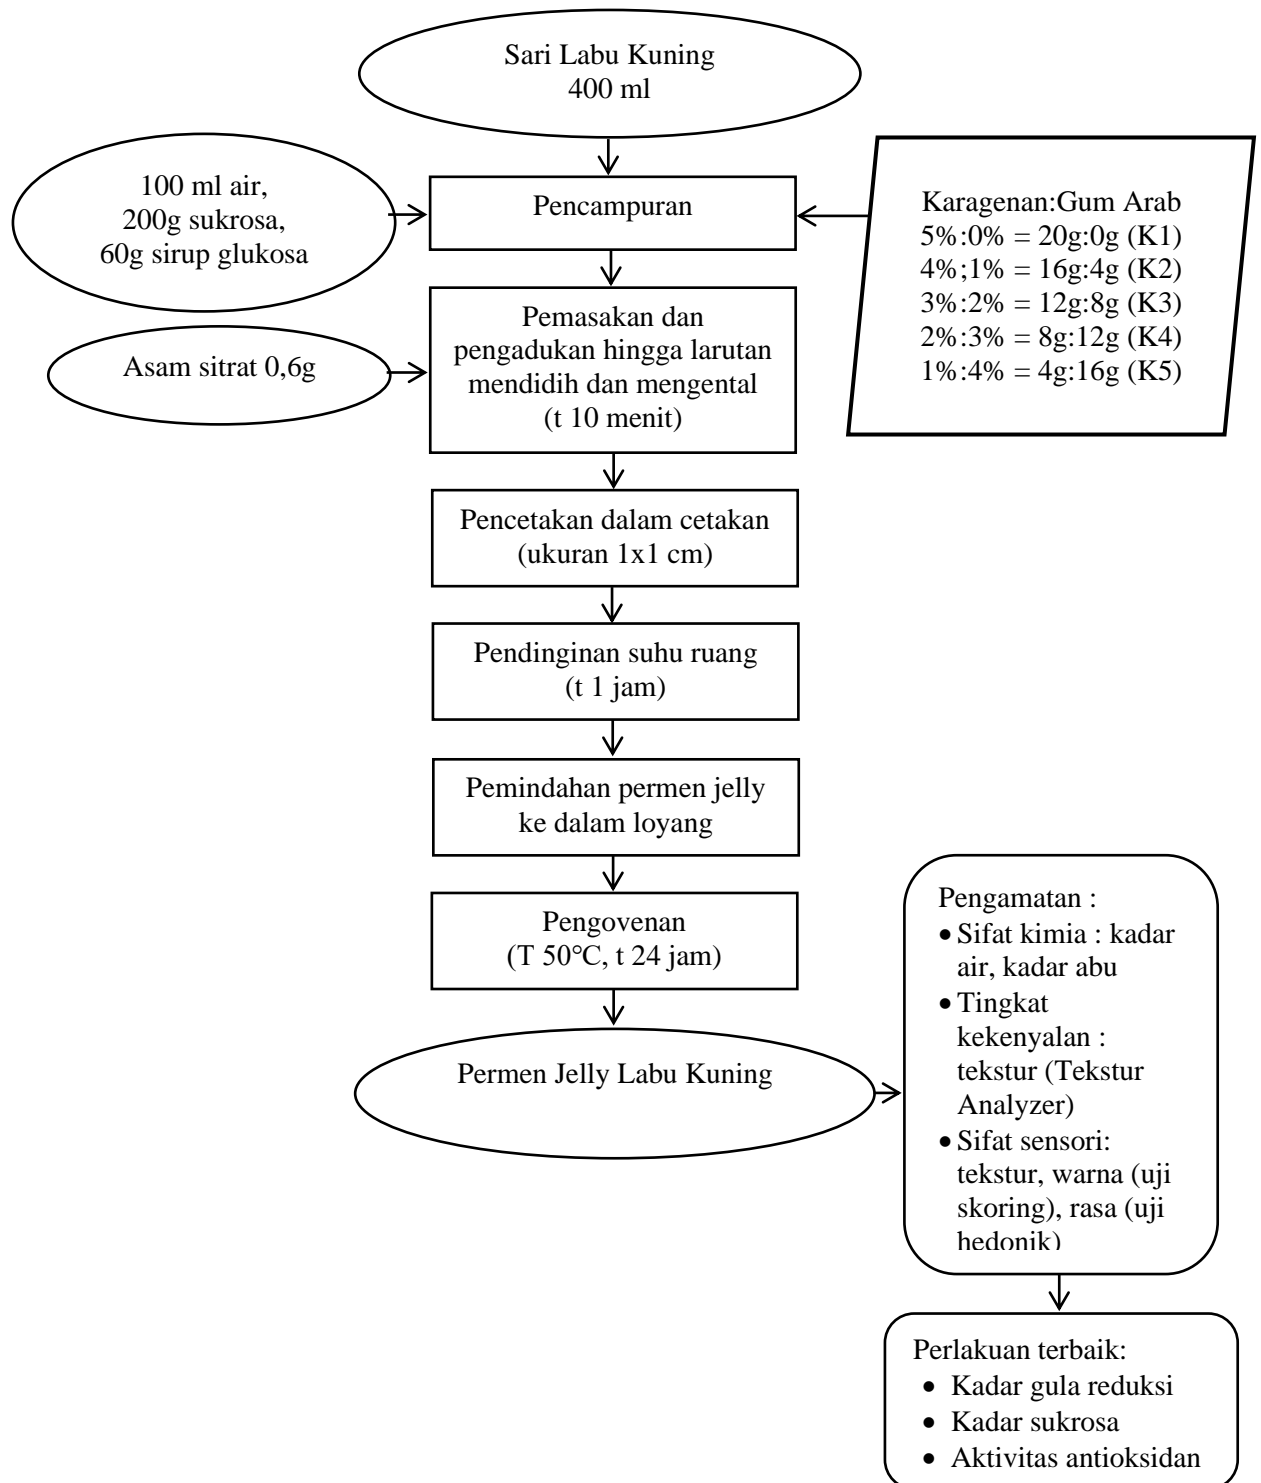 Sari Labu Kuning
400 ml
100 ml air,
200g sukrosa,
60g sirup glukosa
Pencampuran
Karagenan:Gum Arab
5%:0% = 20g:0g (K1)
4%;1% = 16g:4g (K2)
3%:2% = 12g:8g (K3)
2%:3% = 8g:12g (K4)
1%:4% = 4g:16g (K5)
Asam sitrat 0,6g
Pemasakan dan
pengadukan hingga larutan
mendidih dan mengental
(t 10 menit)
Pencetakan dalam cetakan
(ukuran 1x1 cm)
Pendinginan suhu ruang
(t 1 jam)
Pemindahan permen jelly
ke dalam loyang
Pengovenan
(T 50°C, t 24 jam)
Permen Jelly Labu Kuning
Pengamatan :
• Sifat kimia : kadar
air, kadar abu
• Tingkat
kekenyalan :
tekstur (Tekstur
Analyzer)
• Sifat sensori:
tekstur, warna (uji
skoring), rasa (uji
hedonik)
Perlakuan terbaik:
• Kadar gula reduksi
• Kadar sukrosa
• Aktivitas antioksidan